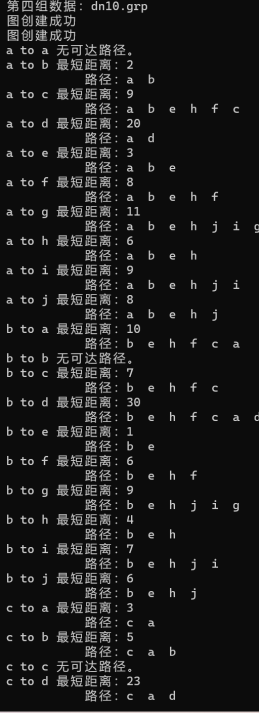 第四组数据：dn10.grp
图创建成功
图创建成功
a to a 无可达路径。
a to b 最短距离：2
路径：a b
a to c 最短距离：9
路径：a b e h f c
a to d 最短距离：20
路径：a d
a to e 最短距离：3
路径：a b e
a to f 最短距离：8
路径：a b e h f
a to g 最短距离：11
路径：a b e h j i g
a to h 最短距离：6
路径：a b e h
a to i 最短距离：9
路径：a b e h j i
a to j 最短距离：8
路径：a b e h j
b to a 最短距离：10
路径：b e h f c a
b to b 无可达路径。
b to c 最短距离：7
路径：b e h f c
b to d 最短距离：30
路径：b e h f c a d
b to e 最短距离：1
路径：b e
b to f 最短距离：6
路径：b e h f
b to g 最短距离：9
路径：b e h j i g
b to h 最短距离：4
路径：b e h
b to i 最短距离：7
路径：b e h j i
b to j 最短距离：6
路径：b e h j
c to a 最短距离：3
路径：c a
c to b 最短距离：5
路径：c a b
c to c 无可达路径。
c to d 最短距离：23
路径：c a d